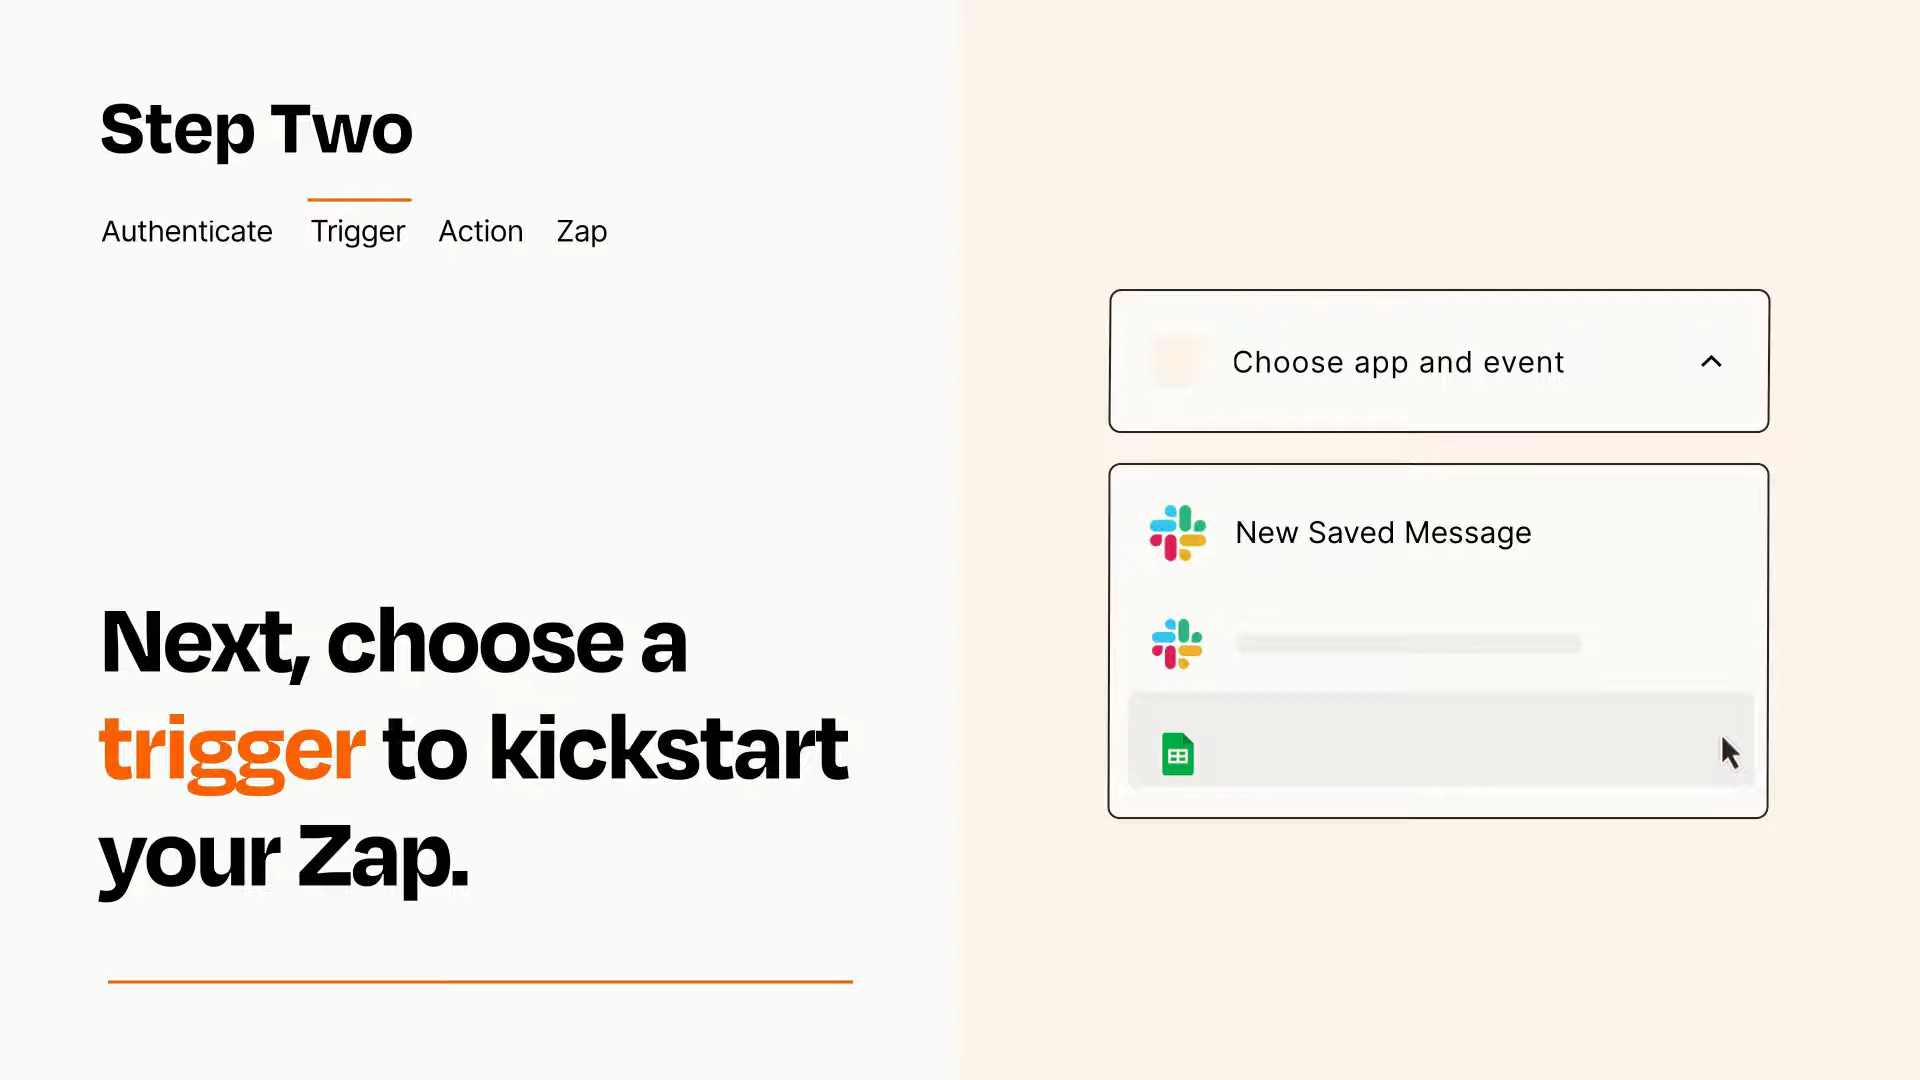 Step Two
Authenticate Trigger Action Zap
Next, choose a
trigger to kickstart
your Zap.
Choose app and event
New Saved Message